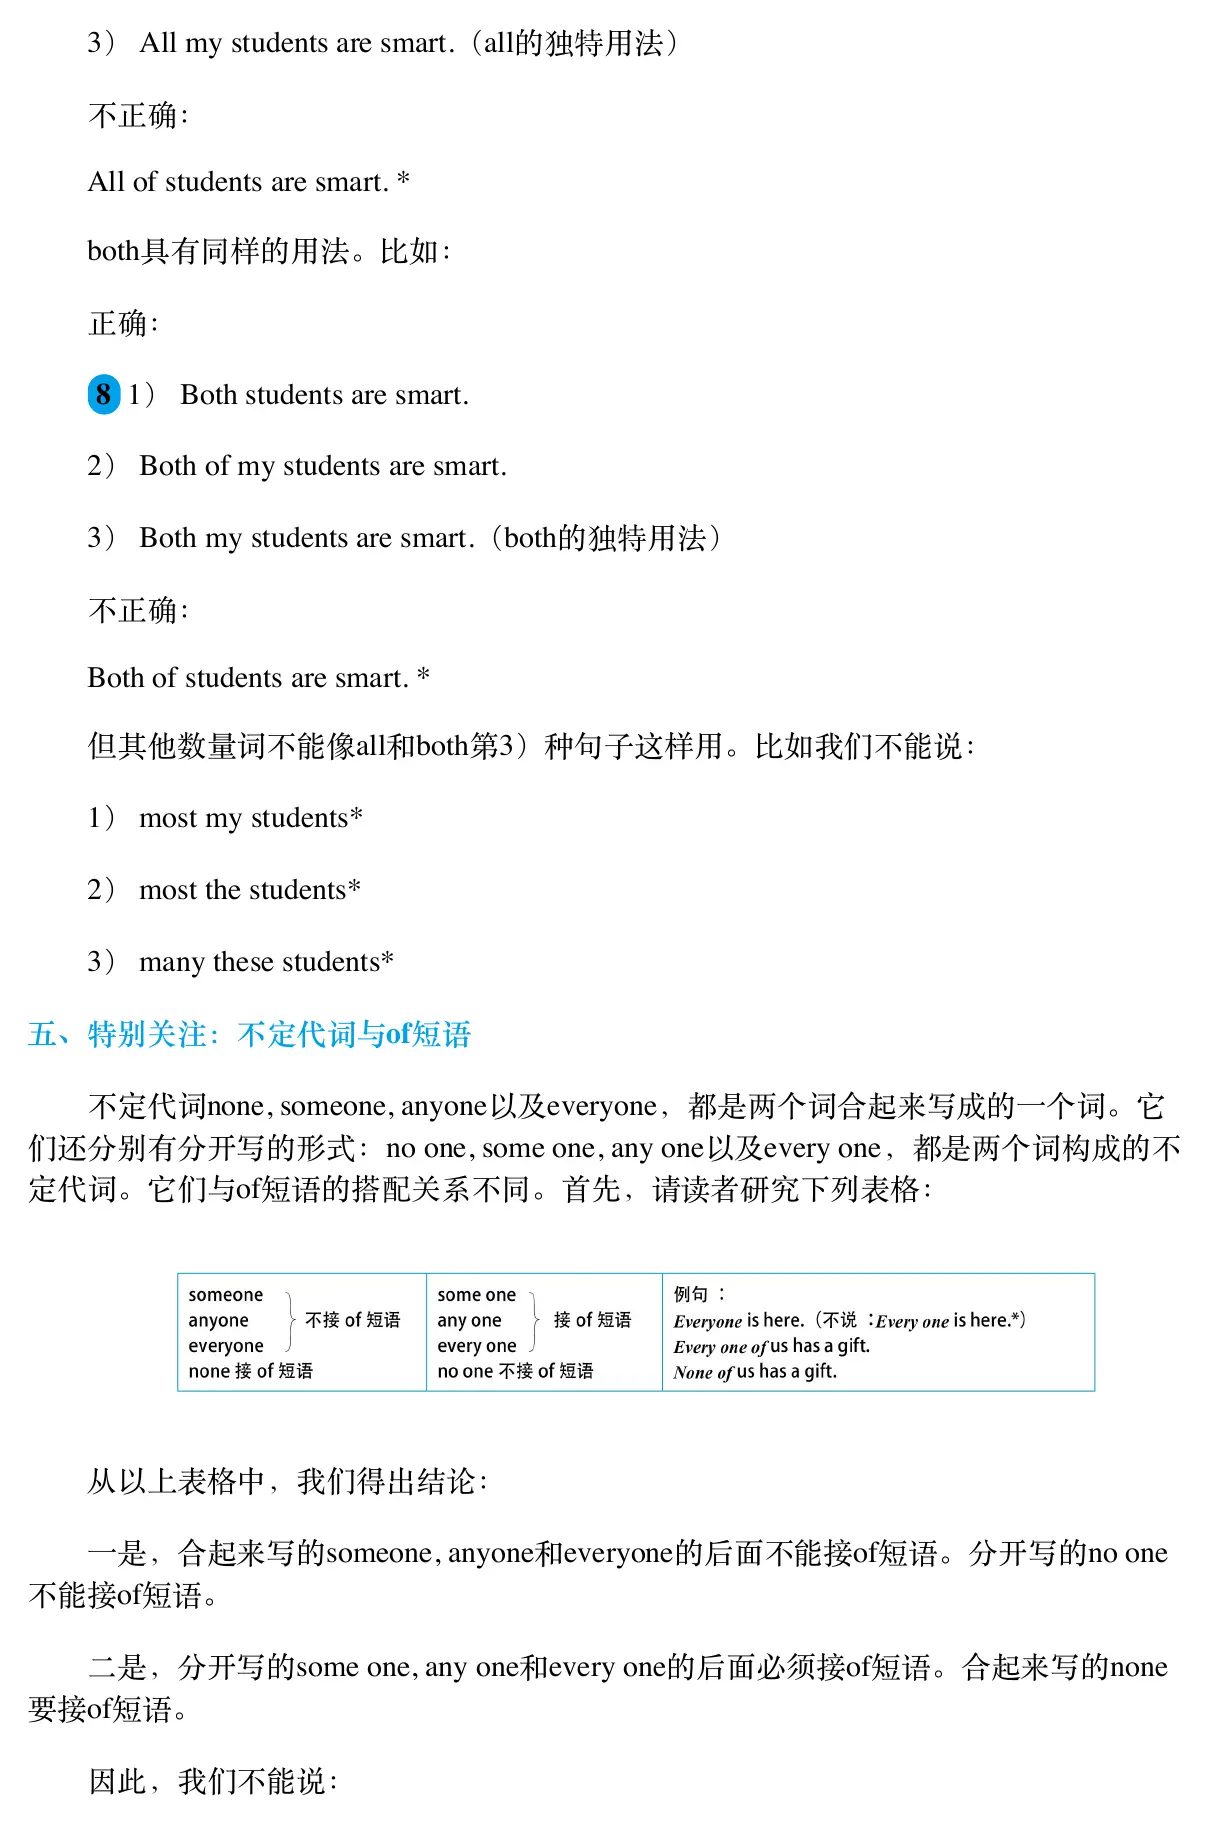 3） All my students are smart.（all的独特用法）
不正确：
All of students are smart. *
both具有同样的用法。比如：
正确：
8 1） Both students are smart.
2） Both of my students are smart.
3） Both my students are smart.（both的独特用法）
不正确：
Both of students are smart. *
但其他数量词不能像all和both第3）种句子这样用。比如我们不能说：
1） most my students*
2） most the students*
3） many these students*
五、特别关注：不定代词与of短语
不定代词none, someone, anyone以及everyone，都是两个词合起来写成的一个词。它
们还分别有分开写的形式：no one, some one, any one以及every one，都是两个词构成的不
定代词。它们与of短语的搭配关系不同。首先，请读者研究下列表格：
someone
anyone
everyone
不接 of 短语
none 接 of 短语
some one
any one
every one
接 of 短语
no one 不接 of 短语
例句：
Everyone is here.（不说：Every one is here.*）
Every one of us has a gift.
None of us has a gift.
从以上表格中，我们得出结论：
一是，合起来写的someone, anyone和everyone的后面不能接of短语。分开写的no one
不能接of短语。
二是，分开写的some one, any one和every one的后面必须接of短语。合起来写的none
要接of短语。
因此，我们不能说：